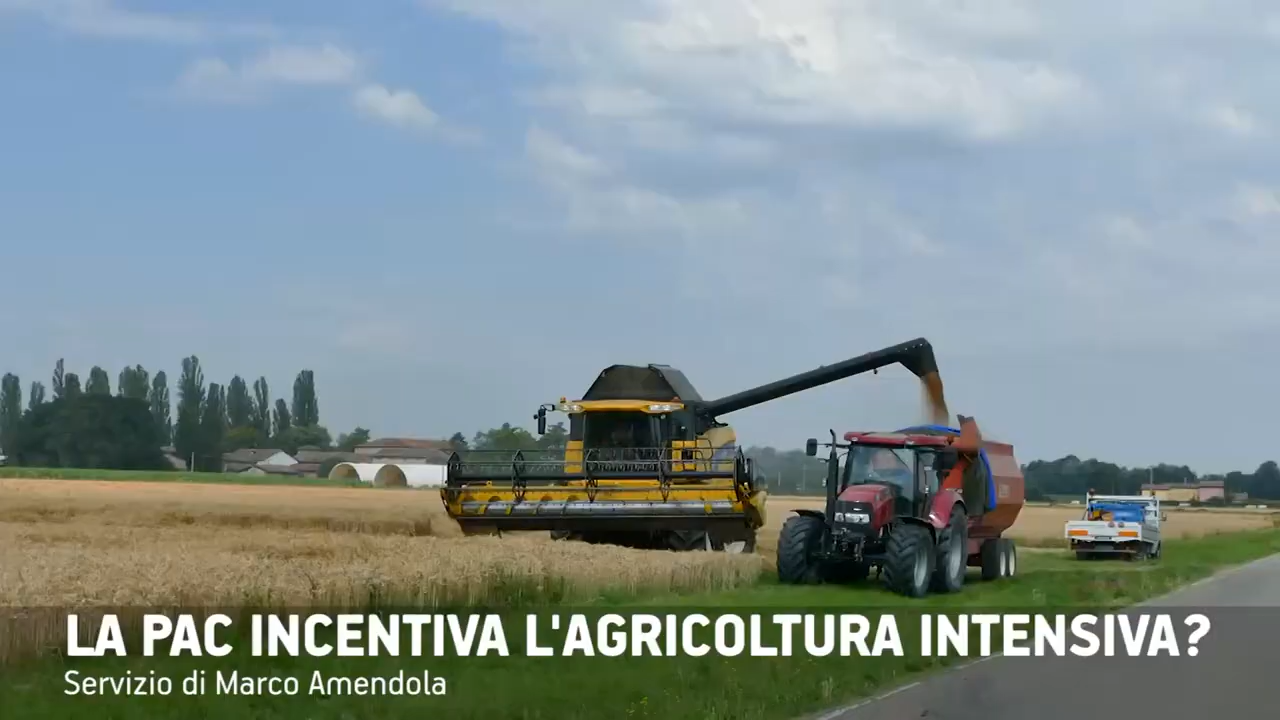 LA PAC INCENTIVA L'AGRICOLTURA INTENSIVA?
Servizio di Marco Amendola